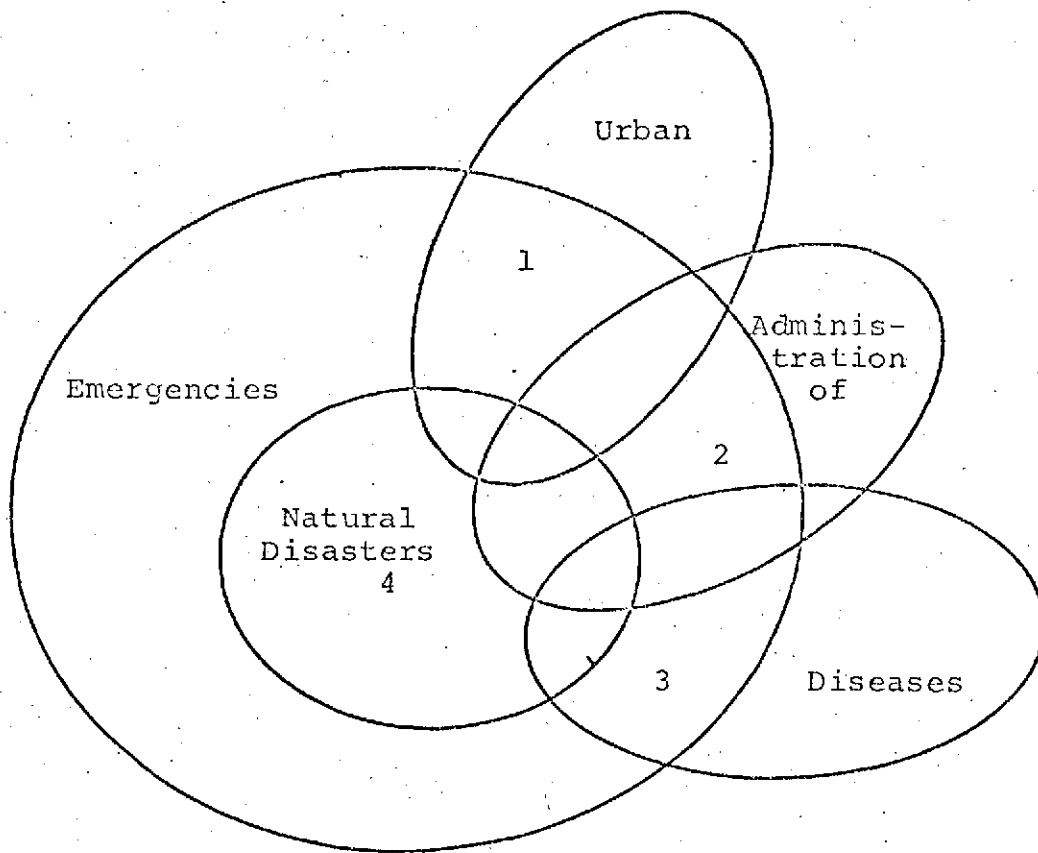 Urban
1
Adminis-
tration
of
Emergencies
2
Natural
Disasters
4
3
Diseases